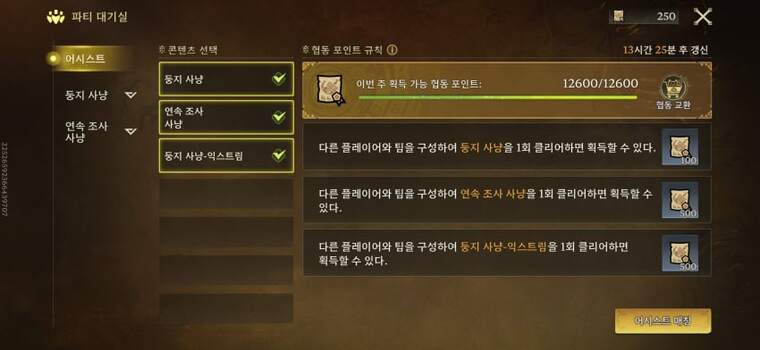 파티 대기실
250
어시스트
둥지 사냥
연속 조사
사냥
콘텐츠 선택
둥지 사냥
연속 조사
사냥
둥지 사냥-익스트림
협동 포인트 규칙
13시간 25분 후 갱신
이번 주 획득 가능 협동 포인트:
12600/12600
협동 교환
다른 플레이어와 팀을 구성하여 둥지 사냥을 1회 클리어하면 획득할 수 있다.
100
다른 플레이어와 팀을 구성하여 연속 조사 사냥을 1회 클리어하면 획득할 수
있다.
500
다른 플레이어와 팀을 구성하여 둥지 사냥-익스트림을 1회 클리어하면
획득할 수 있다.
500
어시스트 매칭
22526592366439707